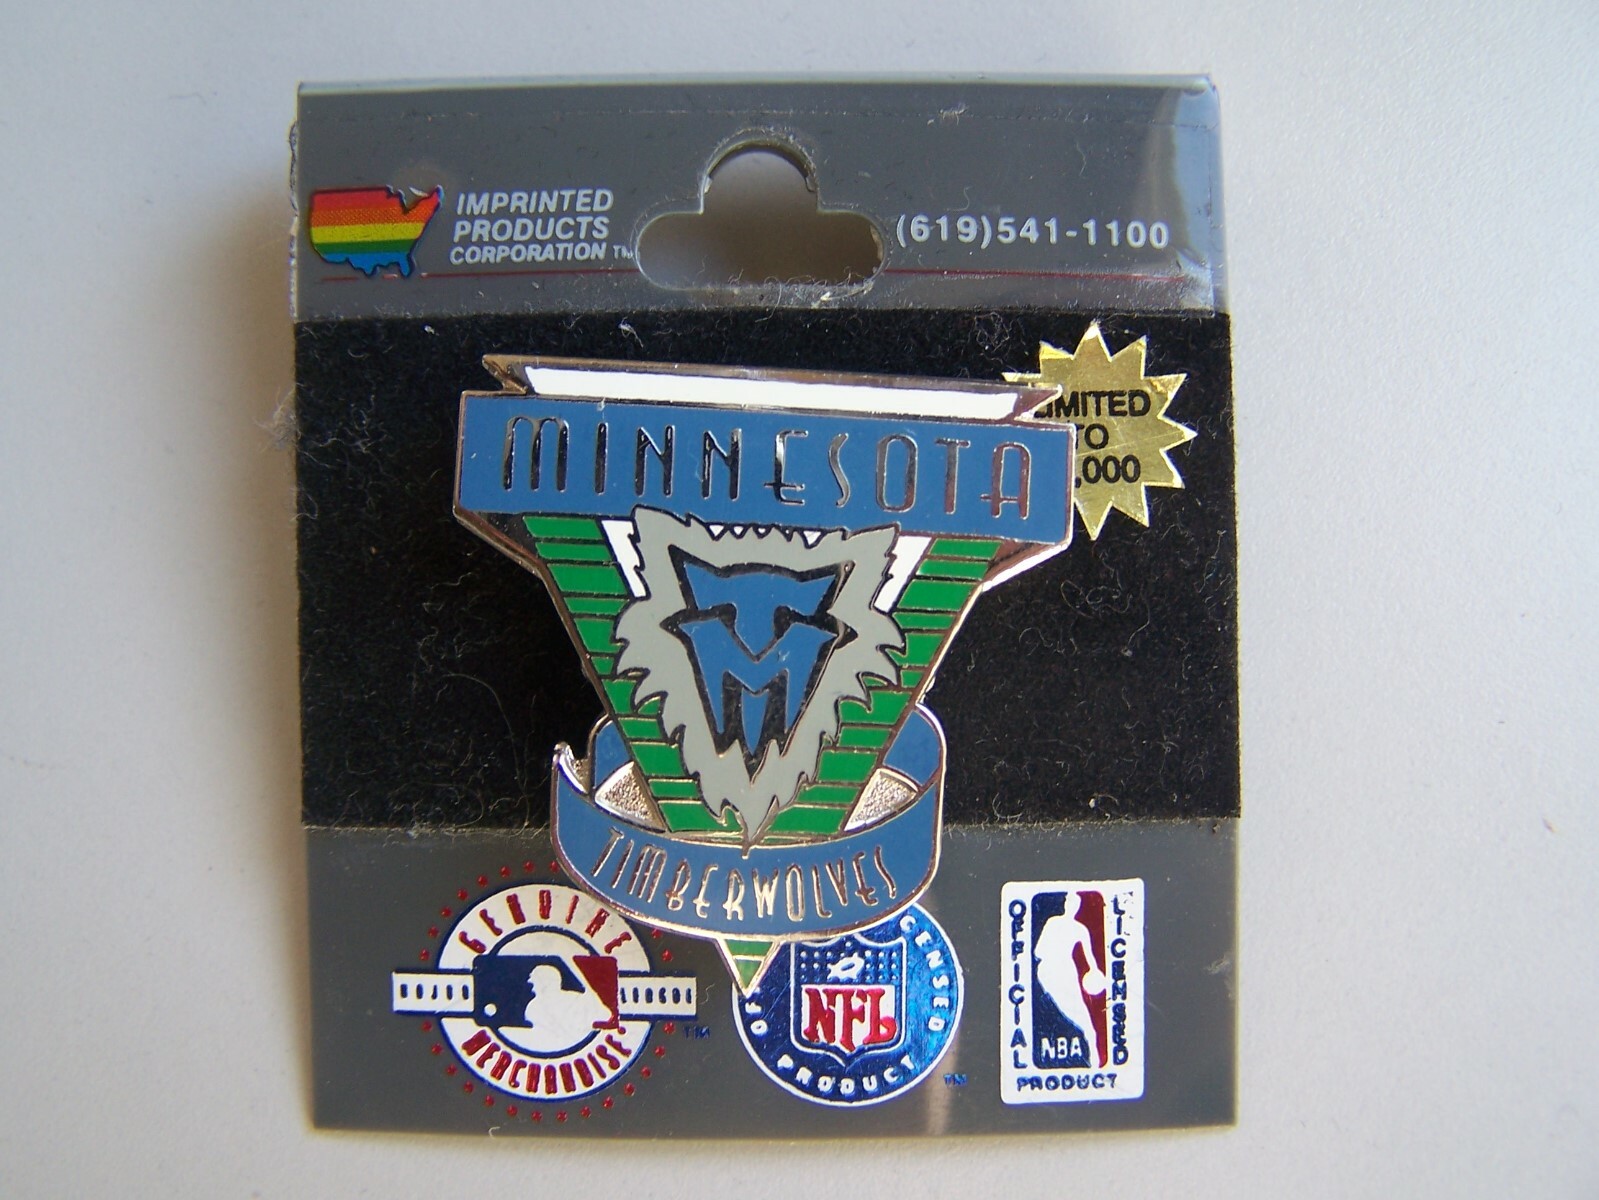 IMPRINTED
PRODUCTS
CORPORATION TM
(619)541-1100
TO
,000
MINNESOTA
TM
TIMBERWOLVES
GENUINE
MERCHANDISE
TM
NFL
PRODUCT
TM
OFFICIAL
LICENSED
NBA
PRODUCT